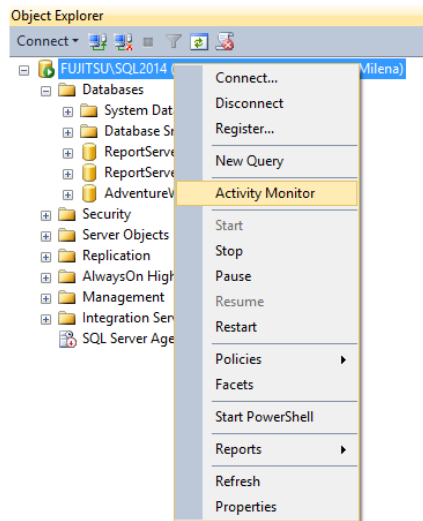 Object Explorer
Connect
FUJITSU\SQL2014 ( Milena)
Databases
System Dat
Database Sn
ReportServe
ReportServe
AdventureW
Security
Server Objects
Replication
AlwaysOn High
Management
Integration Serv
SQL Server Age
Connect...
Disconnect
Register...
New Query
Activity Monitor
Start
Stop
Pause
Resume
Restart
Policies
Facets
Start PowerShell
Reports
Refresh
Properties